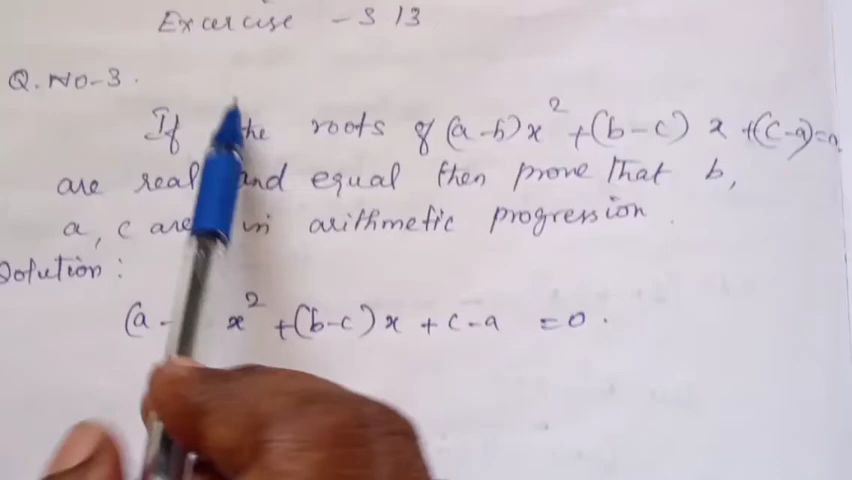 Excercise - 3 13
Q.No-3.
If the roots of (a-b)x² +(b-c) x +(c-a)=0.
are real and equal then prove that b,
a, c are in arithmetic progression.
Solution :
(a - x² +(b-c)x + c-a =0.